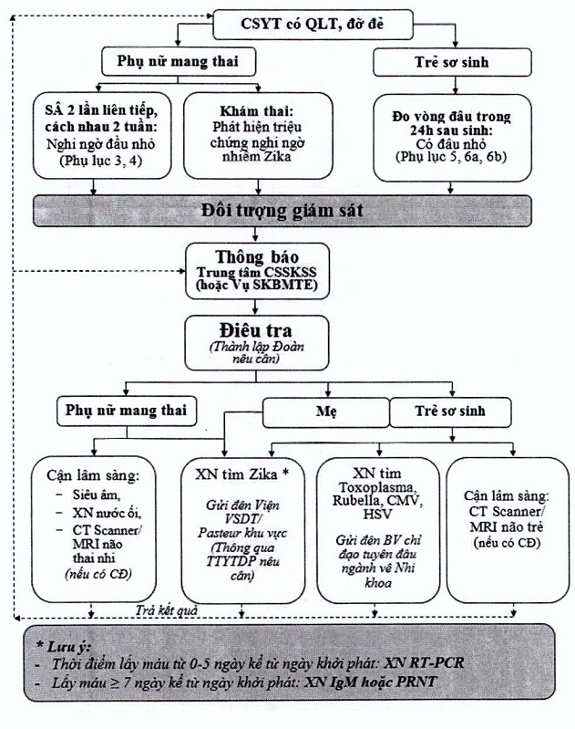 CSYT có QLT, đỡ đẻ
Phụ nữ mang thai
Trẻ sơ sinh
SÂ 2 lần liên tiếp,
cách nhau 2 tuần:
Nghi ngờ đầu nhỏ
(Phụ lục 3, 4)
Khám thai:
Phát hiện triệu
chứng nghi ngờ
nhiễm Zika
Đo vòng đầu trong
24h sau sinh:
Có đầu nhỏ
(Phụ lục 5, 6a, 6b)
Đối tượng giám sát
Thông báo
Trung tâm CSSKSS
(hoặc Vụ SKBMTE)
Điều tra
(Thành lập Đoàn
nếu cần)
Phụ nữ mang thai
Mẹ
Trẻ sơ sinh
Cận lâm sàng:
− Siêu âm,
− XN nước ối,
− CT Scanner/
MRI não
thai nhi
(nếu có CĐ)
XN tìm Zika *
Gửi đến Viện
VSDT/
Pasteur khu vực
(Thông qua
TTYTDP nếu
cần)
XN tìm
Toxoplasma,
Rubella, CMV,
HSV
Gửi đến BV chỉ
đạo tuyến đầu
ngành về Nhi
khoa
Cận lâm sàng:
CT Scanner/
MRI não trẻ
(nếu có CĐ)
Trả kết quả
* Lưu ý:
- Thời điểm lấy máu từ 0-5 ngày kể từ ngày khởi phát: XN RT-PCR
- Lấy máu ≥ 7 ngày kể từ ngày khởi phát: XN IgM hoặc PRNT